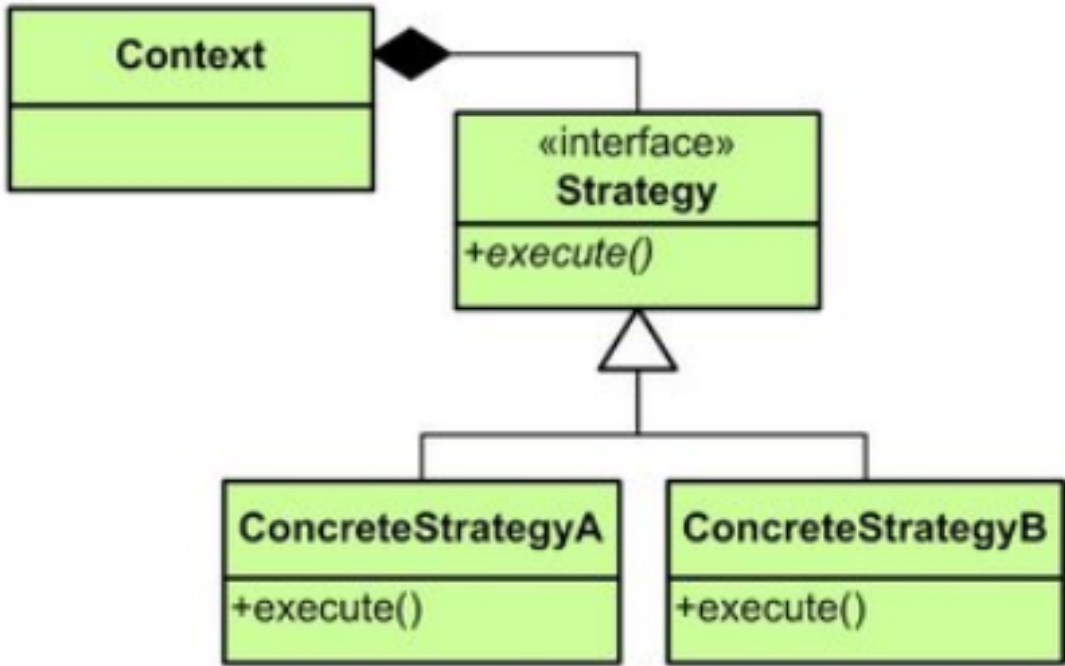 Context
«interface»
Strategy
+execute()
ConcreteStrategyA
+execute()
ConcreteStrategyB
+execute()